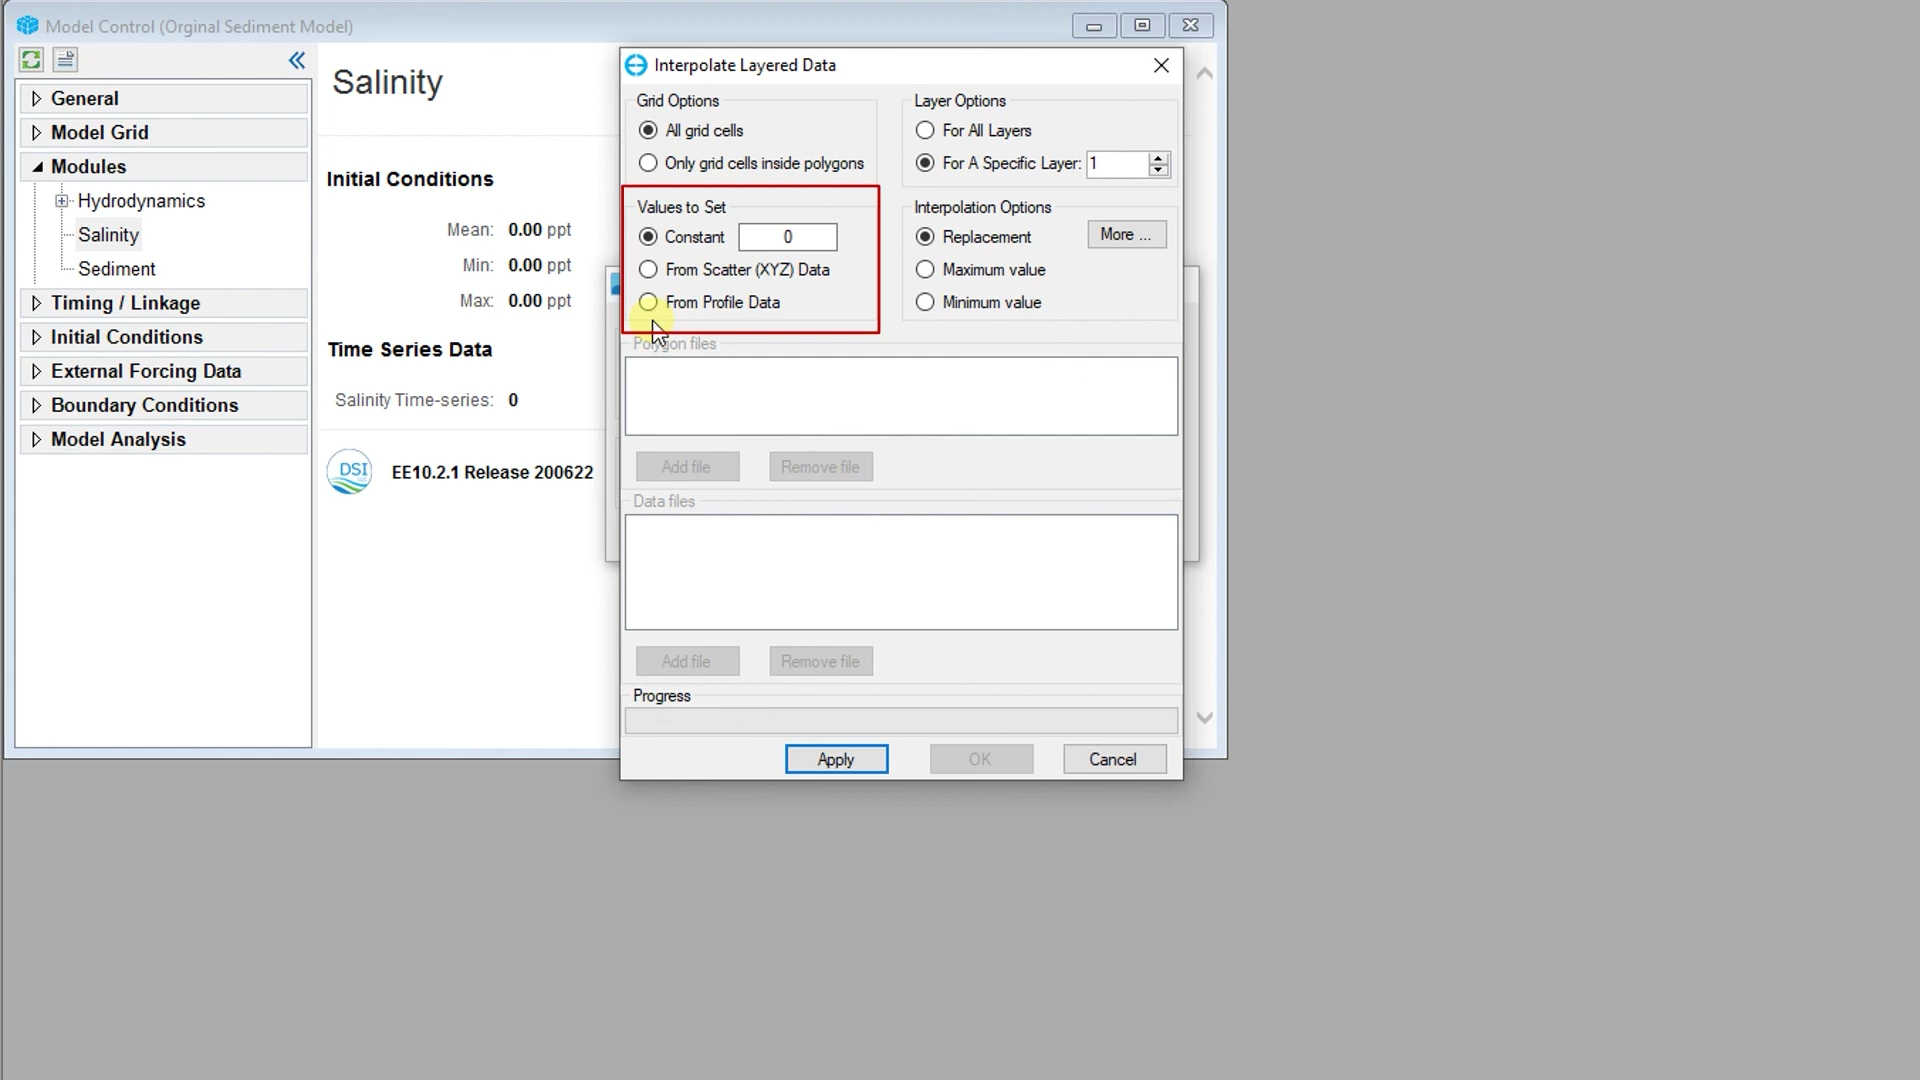 Model Control (Orginal Sediment Model)
General
Model Grid
Modules
Hydrodynamics
Salinity
Sediment
Timing / Linkage
Initial Conditions
External Forcing Data
Boundary Conditions
Model Analysis
Salinity
Initial Conditions
Mean: 0.00 ppt
Min: 0.00 ppt
Max: 0.00 ppt
Time Series Data
Salinity Time-series: 0
DSI
EE10.2.1 Release 200622
Interpolate Layered Data
Grid Options
All grid cells
Only grid cells inside polygons
Layer Options
For All Layers
For A Specific Layer: 1
Values to Set
Constant 0
From Scatter (XYZ) Data
From Profile Data
Interpolation Options
Replacement More ...
Maximum value
Minimum value
Polygon files
Add file Remove file
Data files
Add file Remove file
Progress
Apply OK Cancel